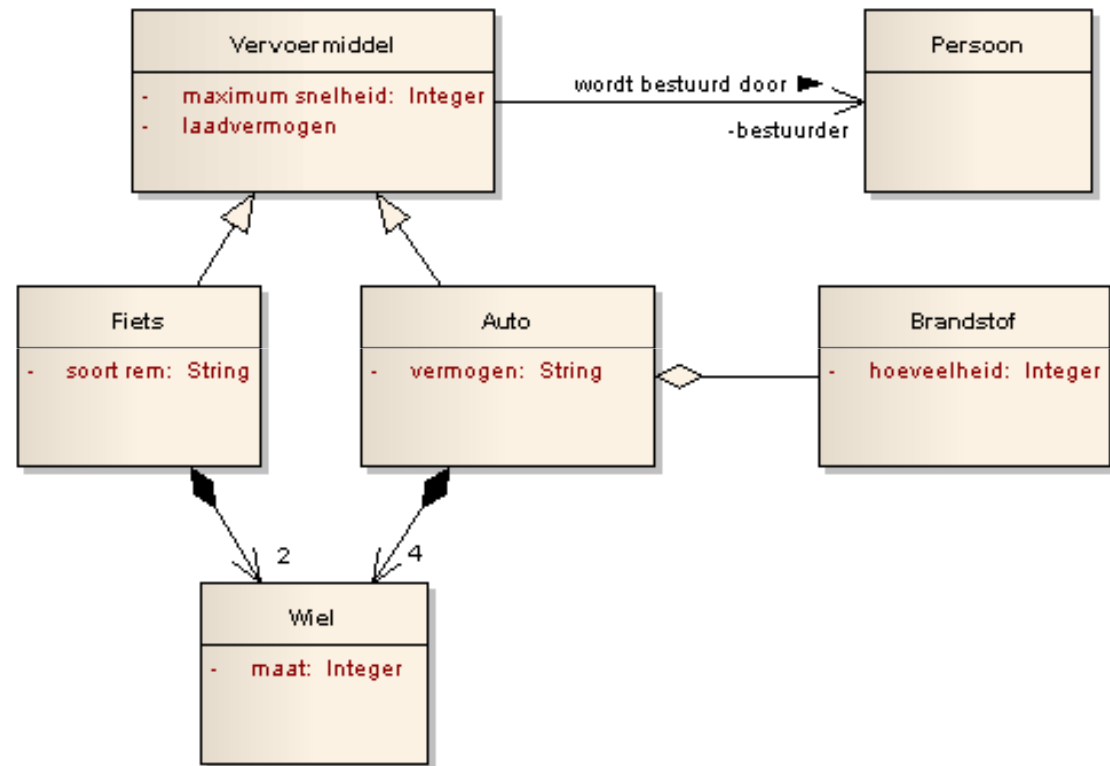 Vervoermiddel
- maximum snelheid: Integer
- laadvermogen
wordt bestuurd door
-bestuurder
Persoon
Fiets
- soort rem: String
Auto
- vermogen: String
Brandstof
- hoeveelheid: Integer
2
4
Wiel
- maat: Integer